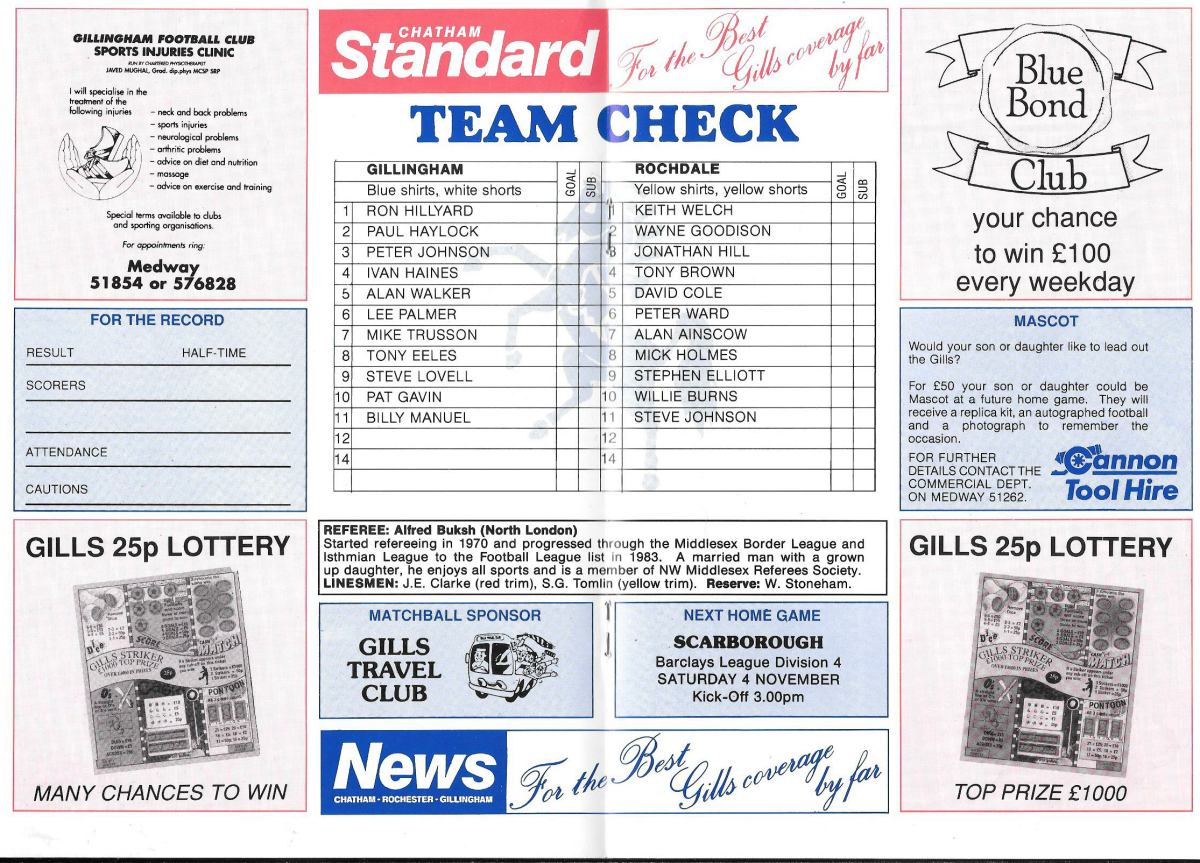 GILLINGHAM FOOTBALL CLUB
SPORTS INJURIES CLINIC
RUN BY CHARTERED PHYSIOTHERAPIST
JAVED MUGHAL, Grad. dip.phys MCSP SRP
I will specialise in the
treatment of the
following injuries
– neck and back problems
– sports injuries
– neurological problems
– arthritic problems
– advice on diet and nutrition
– massage
– advice on exercise and training
Special terms available to clubs
and sporting organisations.
For appointments ring:
Medway
51854 or 576828
FOR THE RECORD
RESULT HALF-TIME
SCORERS
ATTENDANCE
CAUTIONS
GILLS 25p LOTTERY
Dice
SCORE
CASH MATCH
GILLS STRIKER
£1000 TOP PRIZE
25p
PONTOON
MANY CHANCES TO WIN
CHATHAM
Standard
For the Best
Gills coverage
by far
TEAM CHECK
GILLINGHAM GOAL SUB ROCHDALE GOAL SUB
Blue shirts, white shorts Yellow shirts, yellow shorts
1 RON HILLYARD 1 KEITH WELCH
2 PAUL HAYLOCK 2 WAYNE GOODISON
3 PETER JOHNSON 3 JONATHAN HILL
4 IVAN HAINES 4 TONY BROWN
5 ALAN WALKER 5 DAVID COLE
6 LEE PALMER 6 PETER WARD
7 MIKE TRUSSON 7 ALAN AINSCOW
8 TONY EELES 8 MICK HOLMES
9 STEVE LOVELL 9 STEPHEN ELLIOTT
10 PAT GAVIN 10 WILLIE BURNS
11 BILLY MANUEL 11 STEVE JOHNSON
12 12
14 14
REFEREE: Alfred Buksh (North London)
Started refereeing in 1970 and progressed through the Middlesex Border League and
Isthmian League to the Football League list in 1983. A married man with a grown
up daughter, he enjoys all sports and is a member of NW Middlesex Referees Society.
LINESMEN: J.E. Clarke (red trim), S.G. Tomlin (yellow trim). Reserve: W. Stoneham.
MATCHBALL SPONSOR
GILLS
TRAVEL
CLUB
NEXT HOME GAME
SCARBOROUGH
Barclays League Division 4
SATURDAY 4 NOVEMBER
Kick-Off 3.00pm
News
CHATHAM - ROCHESTER - GILLINGHAM
For the Best
Gills coverage
by far
Blue
Bond
Club
your chance
to win £100
every weekday
MASCOT
Would your son or daughter like to lead out
the Gills?
For £50 your son or daughter could be
Mascot at a future home game. They will
receive a replica kit, an autographed football
and a photograph to remember the
occasion.
FOR FURTHER
DETAILS CONTACT THE
COMMERCIAL DEPT.
ON MEDWAY 51262.
Cannon
Tool Hire
GILLS 25p LOTTERY
Dice
SCORE
CASH MATCH
GILLS STRIKER
£1000 TOP PRIZE
25p
PONTOON
TOP PRIZE £1000